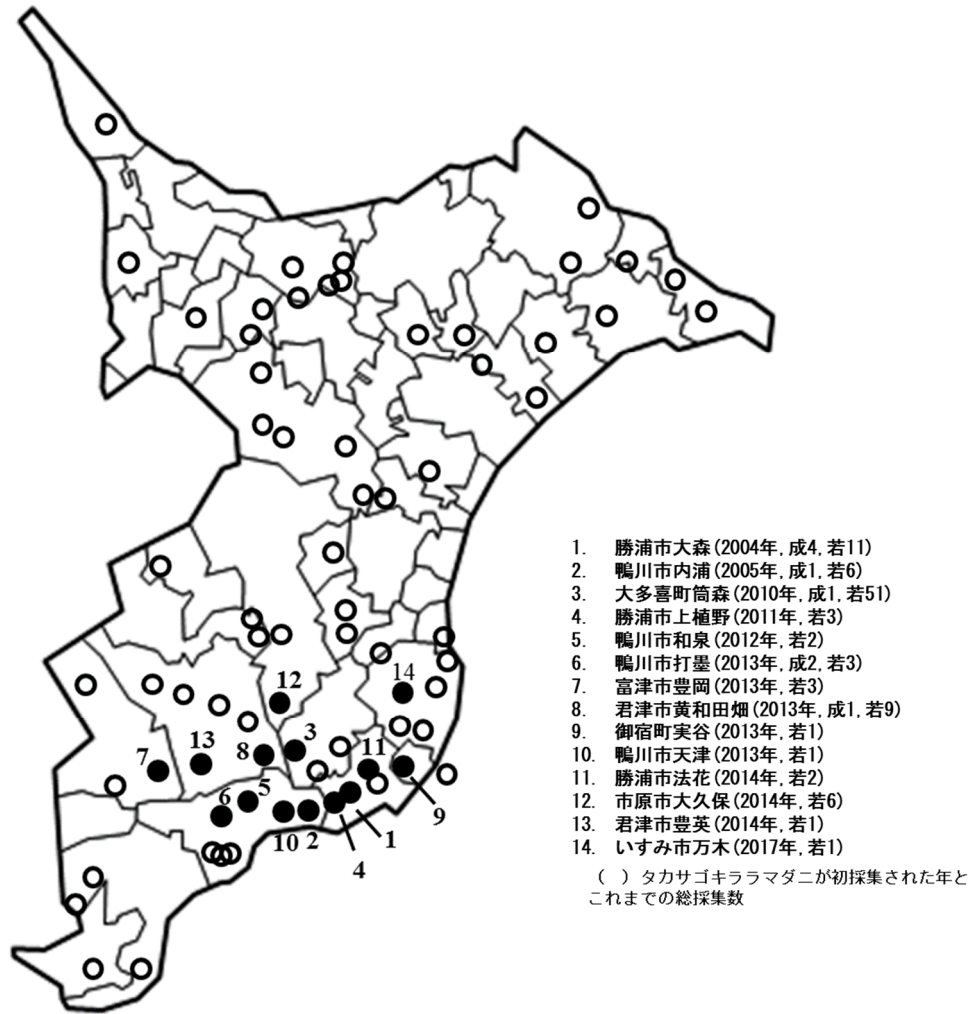 14
12
3
11
13
8
7
5
6
9
10
2
1
4
1. 勝浦市大森(2004年,成4,若11)
2. 鴨川市内浦(2005年,成1,若6)
3. 大多喜町筒森(2010年,成1,若51)
4. 勝浦市上植野(2011年,若3)
5. 鴨川市和泉(2012年,若2)
6. 鴨川市打墨(2013年,成2,若3)
7. 富津市豊岡(2013年,若3)
8. 君津市黄和田畑(2013年,成1,若9)
9. 御宿町実谷(2013年,若1)
10. 鴨川市天津(2013年,若1)
11. 勝浦市法花(2014年,若2)
12. 市原市大久保(2014年,若6)
13. 君津市豊英(2014年,若1)
14. いすみ市万木(2017年,若1)
( )タカサゴキララマダニが初採集された年と
これまでの総採集数